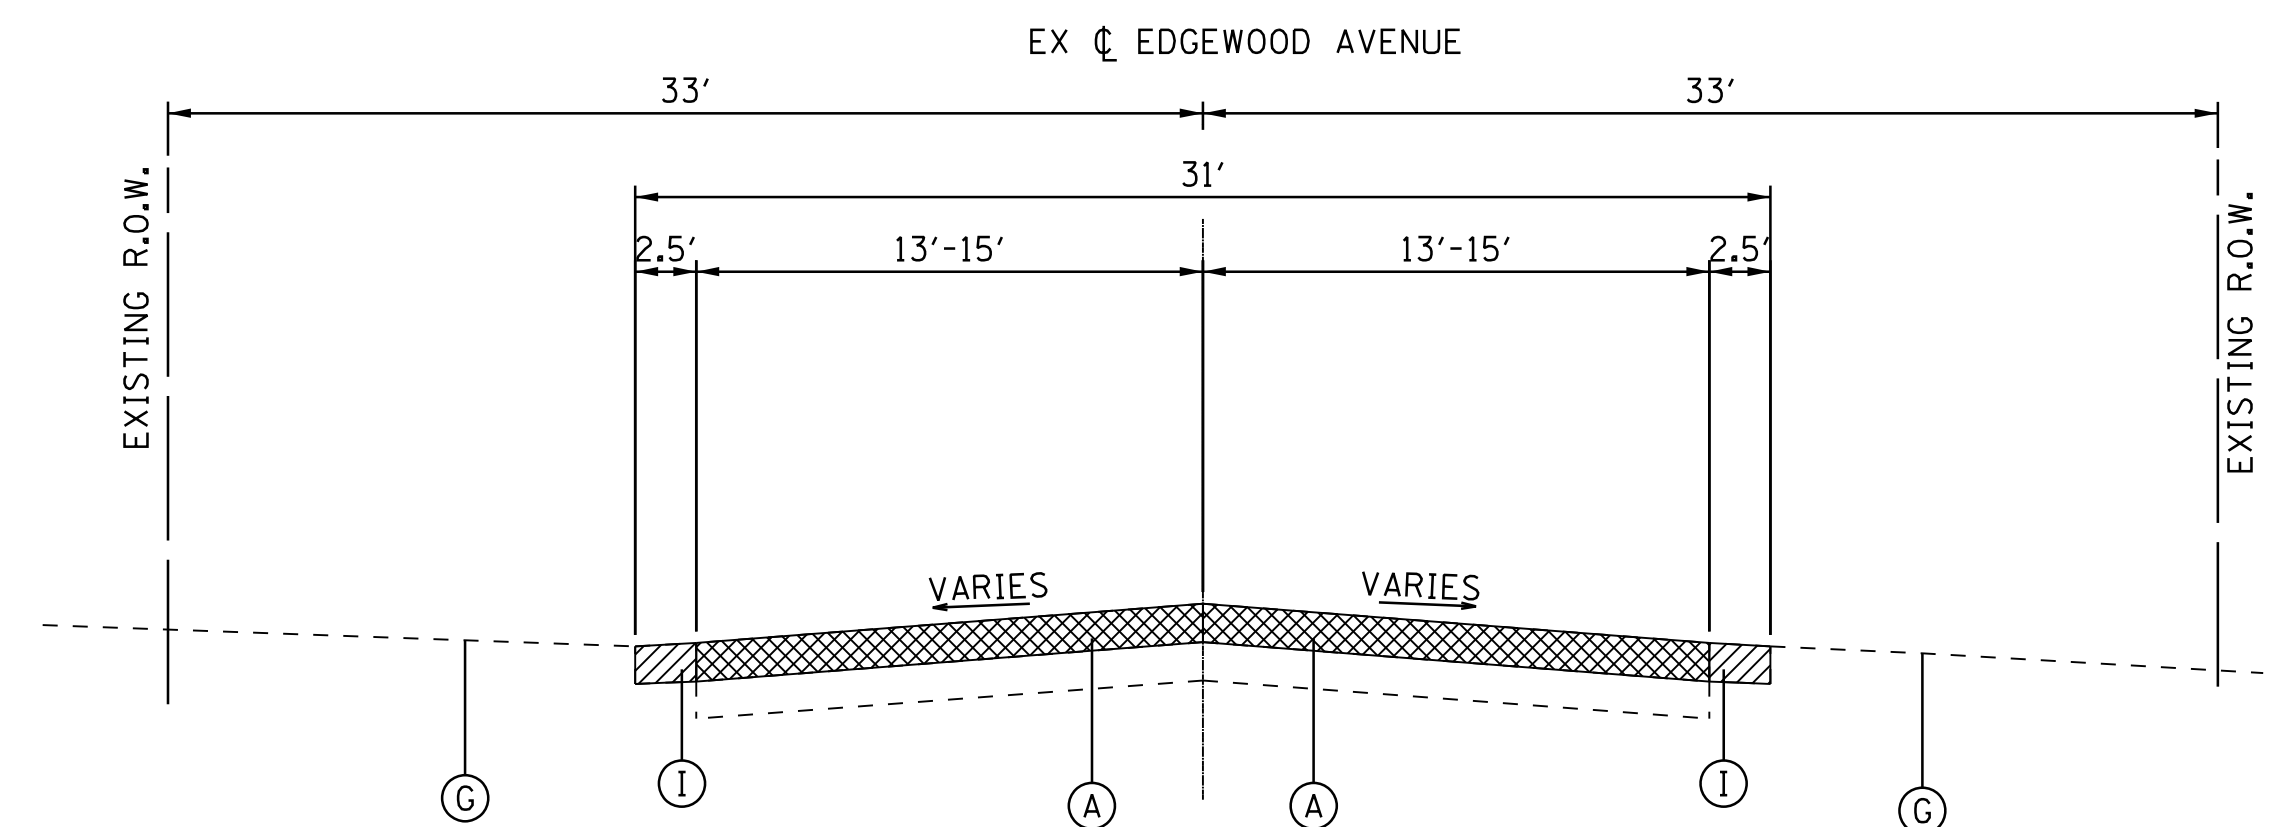 EX ℄ EDGEWOOD AVENUE
33' 33'
31'
2.5' 13'-15' 13'-15' 2.5'
EXISTING R.O.W.
EXISTING R.O.W.
VARIES VARIES
G I A A I G